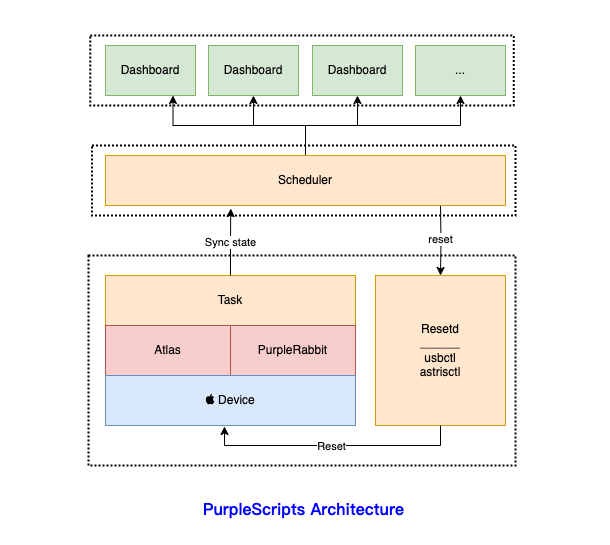 Dashboard
Dashboard
Dashboard
...
Scheduler
Sync state
reset
Task
Atlas
PurpleRabbit
Device
Resetd
usbctl
astrisctl
Reset
PurpleScripts Architecture